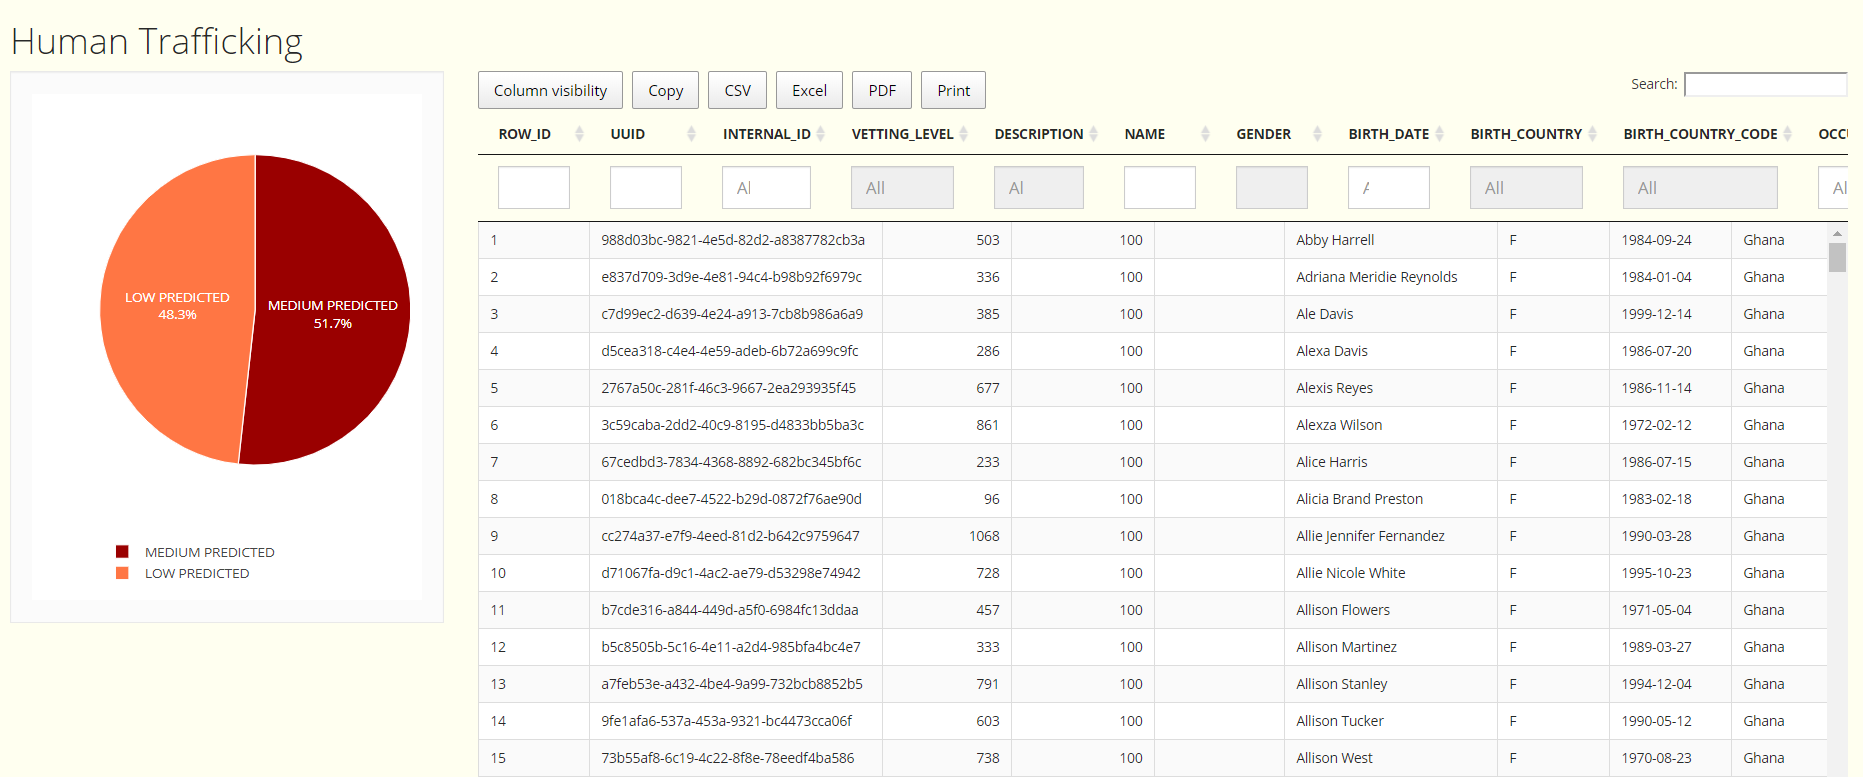 Human Trafficking
LOW PREDICTED
48.3%
MEDIUM PREDICTED
51.7%
MEDIUM PREDICTED
LOW PREDICTED
Column visibility Copy CSV Excel PDF Print Search:
ROW_ID UUID INTERNAL_ID VETTING_LEVEL DESCRIPTION NAME GENDER BIRTH_DATE BIRTH_COUNTRY BIRTH_COUNTRY_CODE OCCU
Al All Al A All All Al
1 988d03bc-9821-4e5d-82d2-a8387782cb3a 503 100 Abby Harrell F 1984-09-24 Ghana
2 e837d709-3d9e-4e81-94c4-b98b92f6979c 336 100 Adriana Meridie Reynolds F 1984-01-04 Ghana
3 c7d99ec2-d639-4e24-a913-7cb8b986a6a9 385 100 Ale Davis F 1999-12-14 Ghana
4 d5cea318-c4e4-4e59-adeb-6b72a699c9fc 286 100 Alexa Davis F 1986-07-20 Ghana
5 2767a50c-281f-46c3-9667-2ea293935f45 677 100 Alexis Reyes F 1986-11-14 Ghana
6 3c59caba-2dd2-40c9-8195-d4833bb5ba3c 861 100 Alexza Wilson F 1972-02-12 Ghana
7 67cedbd3-7834-4368-8892-682bc345bf6c 233 100 Alice Harris F 1986-07-15 Ghana
8 018bca4c-dee7-4522-b29d-0872f76ae90d 96 100 Alicia Brand Preston F 1983-02-18 Ghana
9 cc274a37-e7f9-4eed-81d2-b642c9759647 1068 100 Allie Jennifer Fernandez F 1990-03-28 Ghana
10 d71067fa-d9c1-4ac2-ae79-d53298e74942 728 100 Allie Nicole White F 1995-10-23 Ghana
11 b7cde316-a844-449d-a5f0-6984fc13ddaa 457 100 Allison Flowers F 1971-05-04 Ghana
12 b5c8505b-5c16-4e11-a2d4-985bfa4bc4e7 333 100 Allison Martinez F 1989-03-27 Ghana
13 a7feb53e-a432-4be4-9a99-732bcb8852b5 791 100 Allison Stanley F 1994-12-04 Ghana
14 9fe1afa6-537a-453a-9321-bc4473cca06f 603 100 Allison Tucker F 1990-05-12 Ghana
15 73b55af8-6c19-4c22-8f8e-78eedf4ba586 738 100 Allison West F 1970-08-23 Ghana